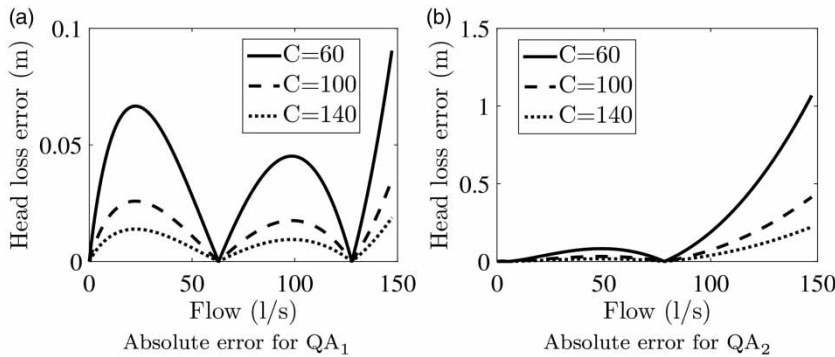 (a)
Head loss error (m)
0.1
0.05
0
C=60
C=100
C=140
0 50 100 150
Flow (l/s)
Absolute error for QA₁
(b)
Head loss error (m)
1.5
1
0.5
0
C=60
C=100
C=140
0 50 100 150
Flow (l/s)
Absolute error for QA₂